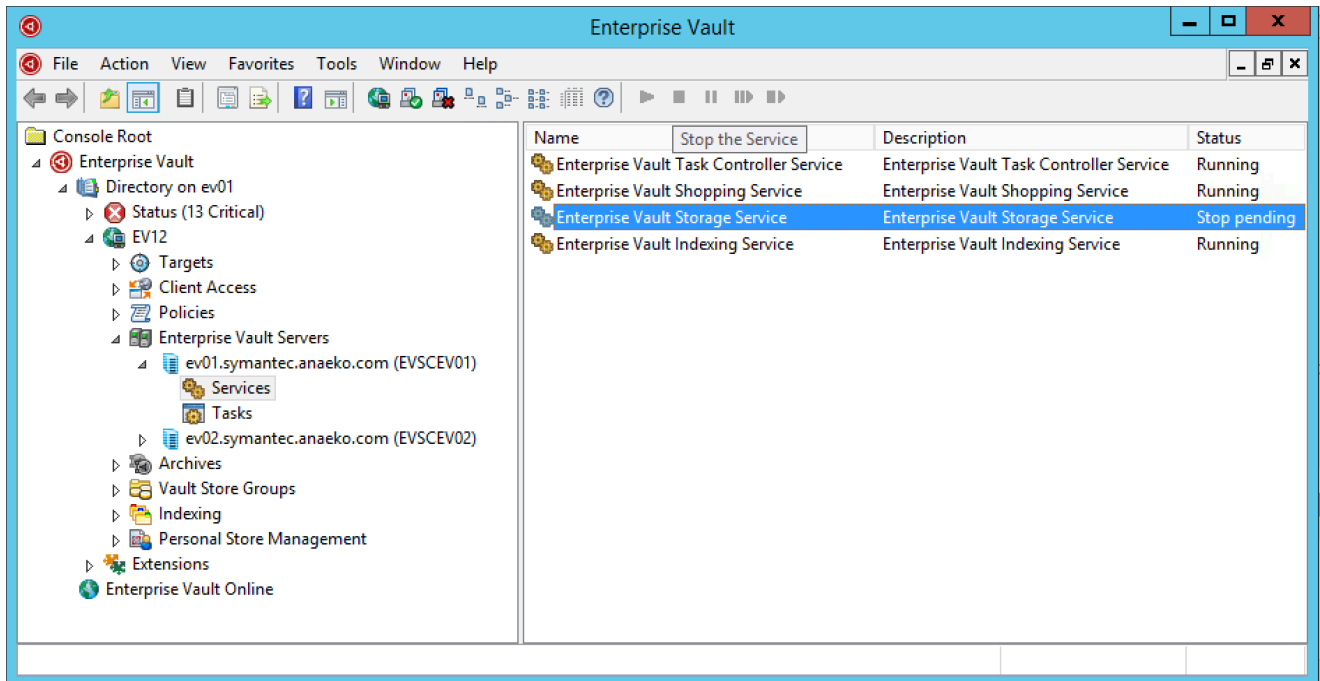 Enterprise Vault
File Action View Favorites Tools Window Help
Console Root
Enterprise Vault
Directory on ev01
Status (13 Critical)
EV12
Targets
Client Access
Policies
Enterprise Vault Servers
ev01.symantec.anaeko.com (EVSCEV01)
Services
Tasks
ev02.symantec.anaeko.com (EVSCEV02)
Archives
Vault Store Groups
Indexing
Personal Store Management
Extensions
Enterprise Vault Online
Name Stop the Service Description Status
Enterprise Vault Task Controller Service Enterprise Vault Task Controller Service Running
Enterprise Vault Shopping Service Enterprise Vault Shopping Service Running
Enterprise Vault Storage Service Enterprise Vault Storage Service Stop pending
Enterprise Vault Indexing Service Enterprise Vault Indexing Service Running